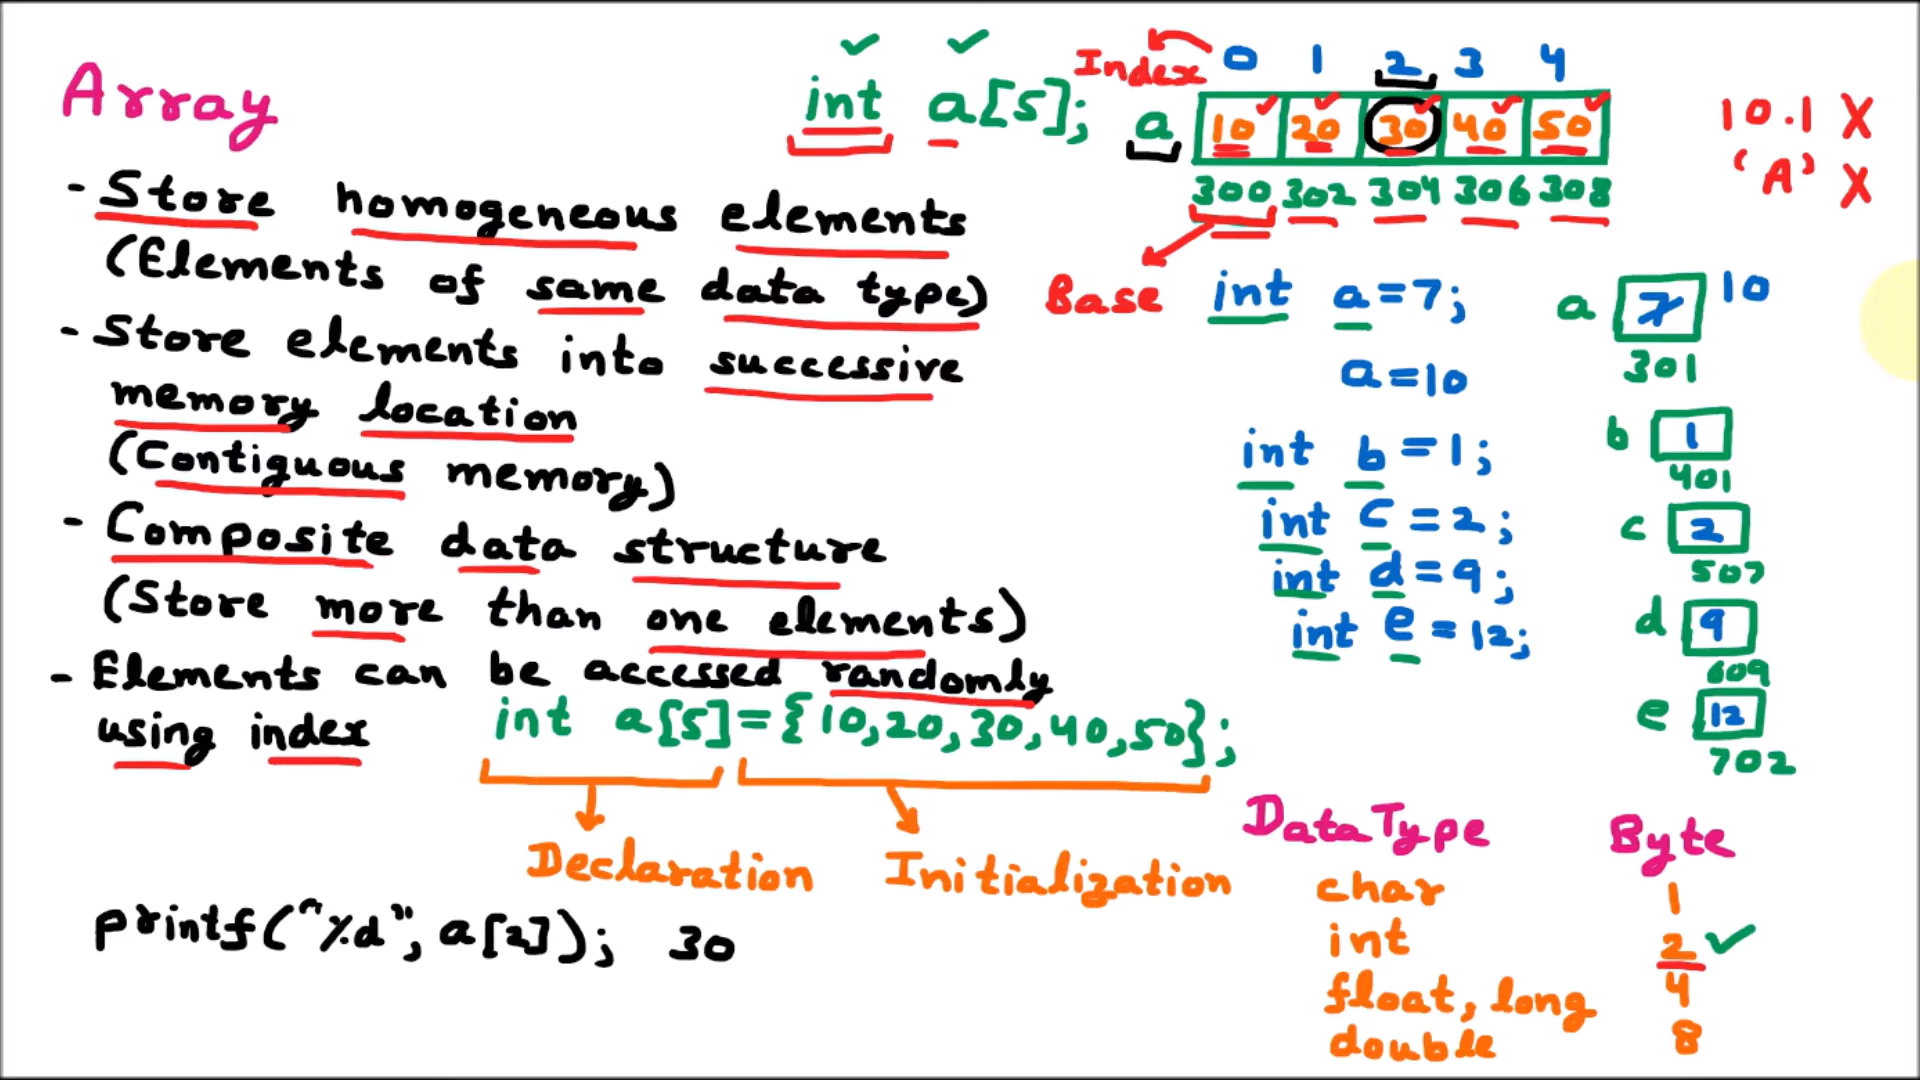 Array
- Store homogeneous elements
(Elements of same data type)
- Store elements into successive
memory location
(Contiguous memory)
- Composite data structure
(Store more than one elements)
- Elements can be accessed randomly
using index
int a[5]={10,20,30,40,50};
Declaration Initialization
printf("%d", a[2]); 30
int a[5];
Index 0 1 2 3 4
a 10 20 30 40 50
300 302 304 306 308
Base
10.1 X
'A' X
int a=7; a 7 10
301
a=10
int b=1; b 1
401
int c=2; c 2
507
int d=9; d 9
609
int e=12; e 12
702
DataType Byte
char 1
int 2
float, long 4
double 8